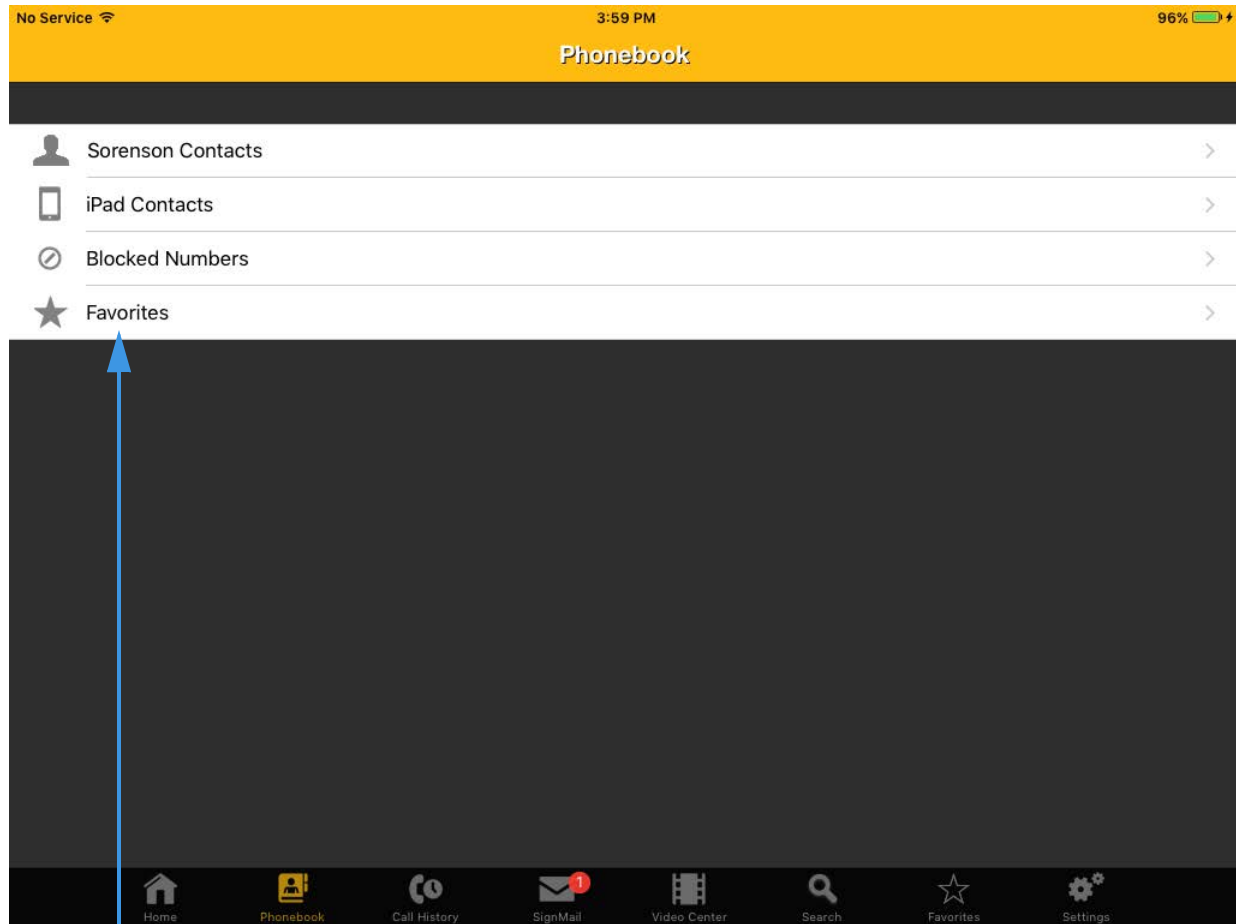 No Service 3:59 PM 96%
Phonebook
Sorenson Contacts
iPad Contacts
Blocked Numbers
Favorites
1
Home Phonebook Call History SignMail Video Center Search Favorites Settings